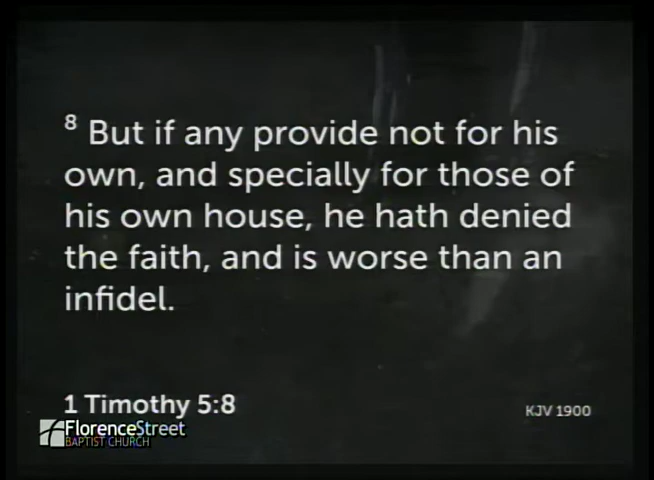 8 But if any provide not for his
own, and specially for those of
his own house, he hath denied
the faith, and is worse than an
infidel.
1 Timothy 5:8
KJV 1900
FlorenceStreet
BAPTIST CHURCH